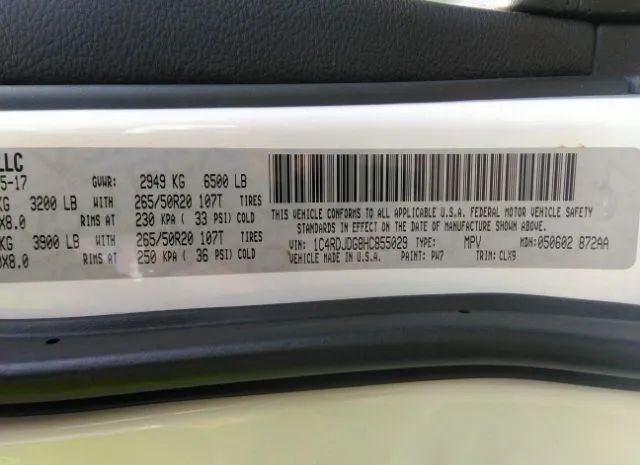 LLC
5-17 GVWR: 2949 KG 6500 LB
KG 3200 LB WITH 265/50R20 107T TIRES
X8.0 RIMS AT 230 KPA ( 33 PSI) COLD
KG 3900 LB WITH 265/50R20 107T TIRES
0X8.0 RIMS AT 250 KPA ( 36 PSI) COLD
THIS VEHICLE CONFORMS TO ALL APPLICABLE U.S.A. FEDERAL MOTOR VEHICLE SAFETY
STANDARDS IN EFFECT ON THE DATE OF MANUFACTURE SHOWN ABOVE.
VIN: 1C4RDJDG8HC855029 TYPE: MPV MDH: 050602 872AA
VEHICLE MADE IN U.S.A. PAINT: PW7 TRIM: CLX9